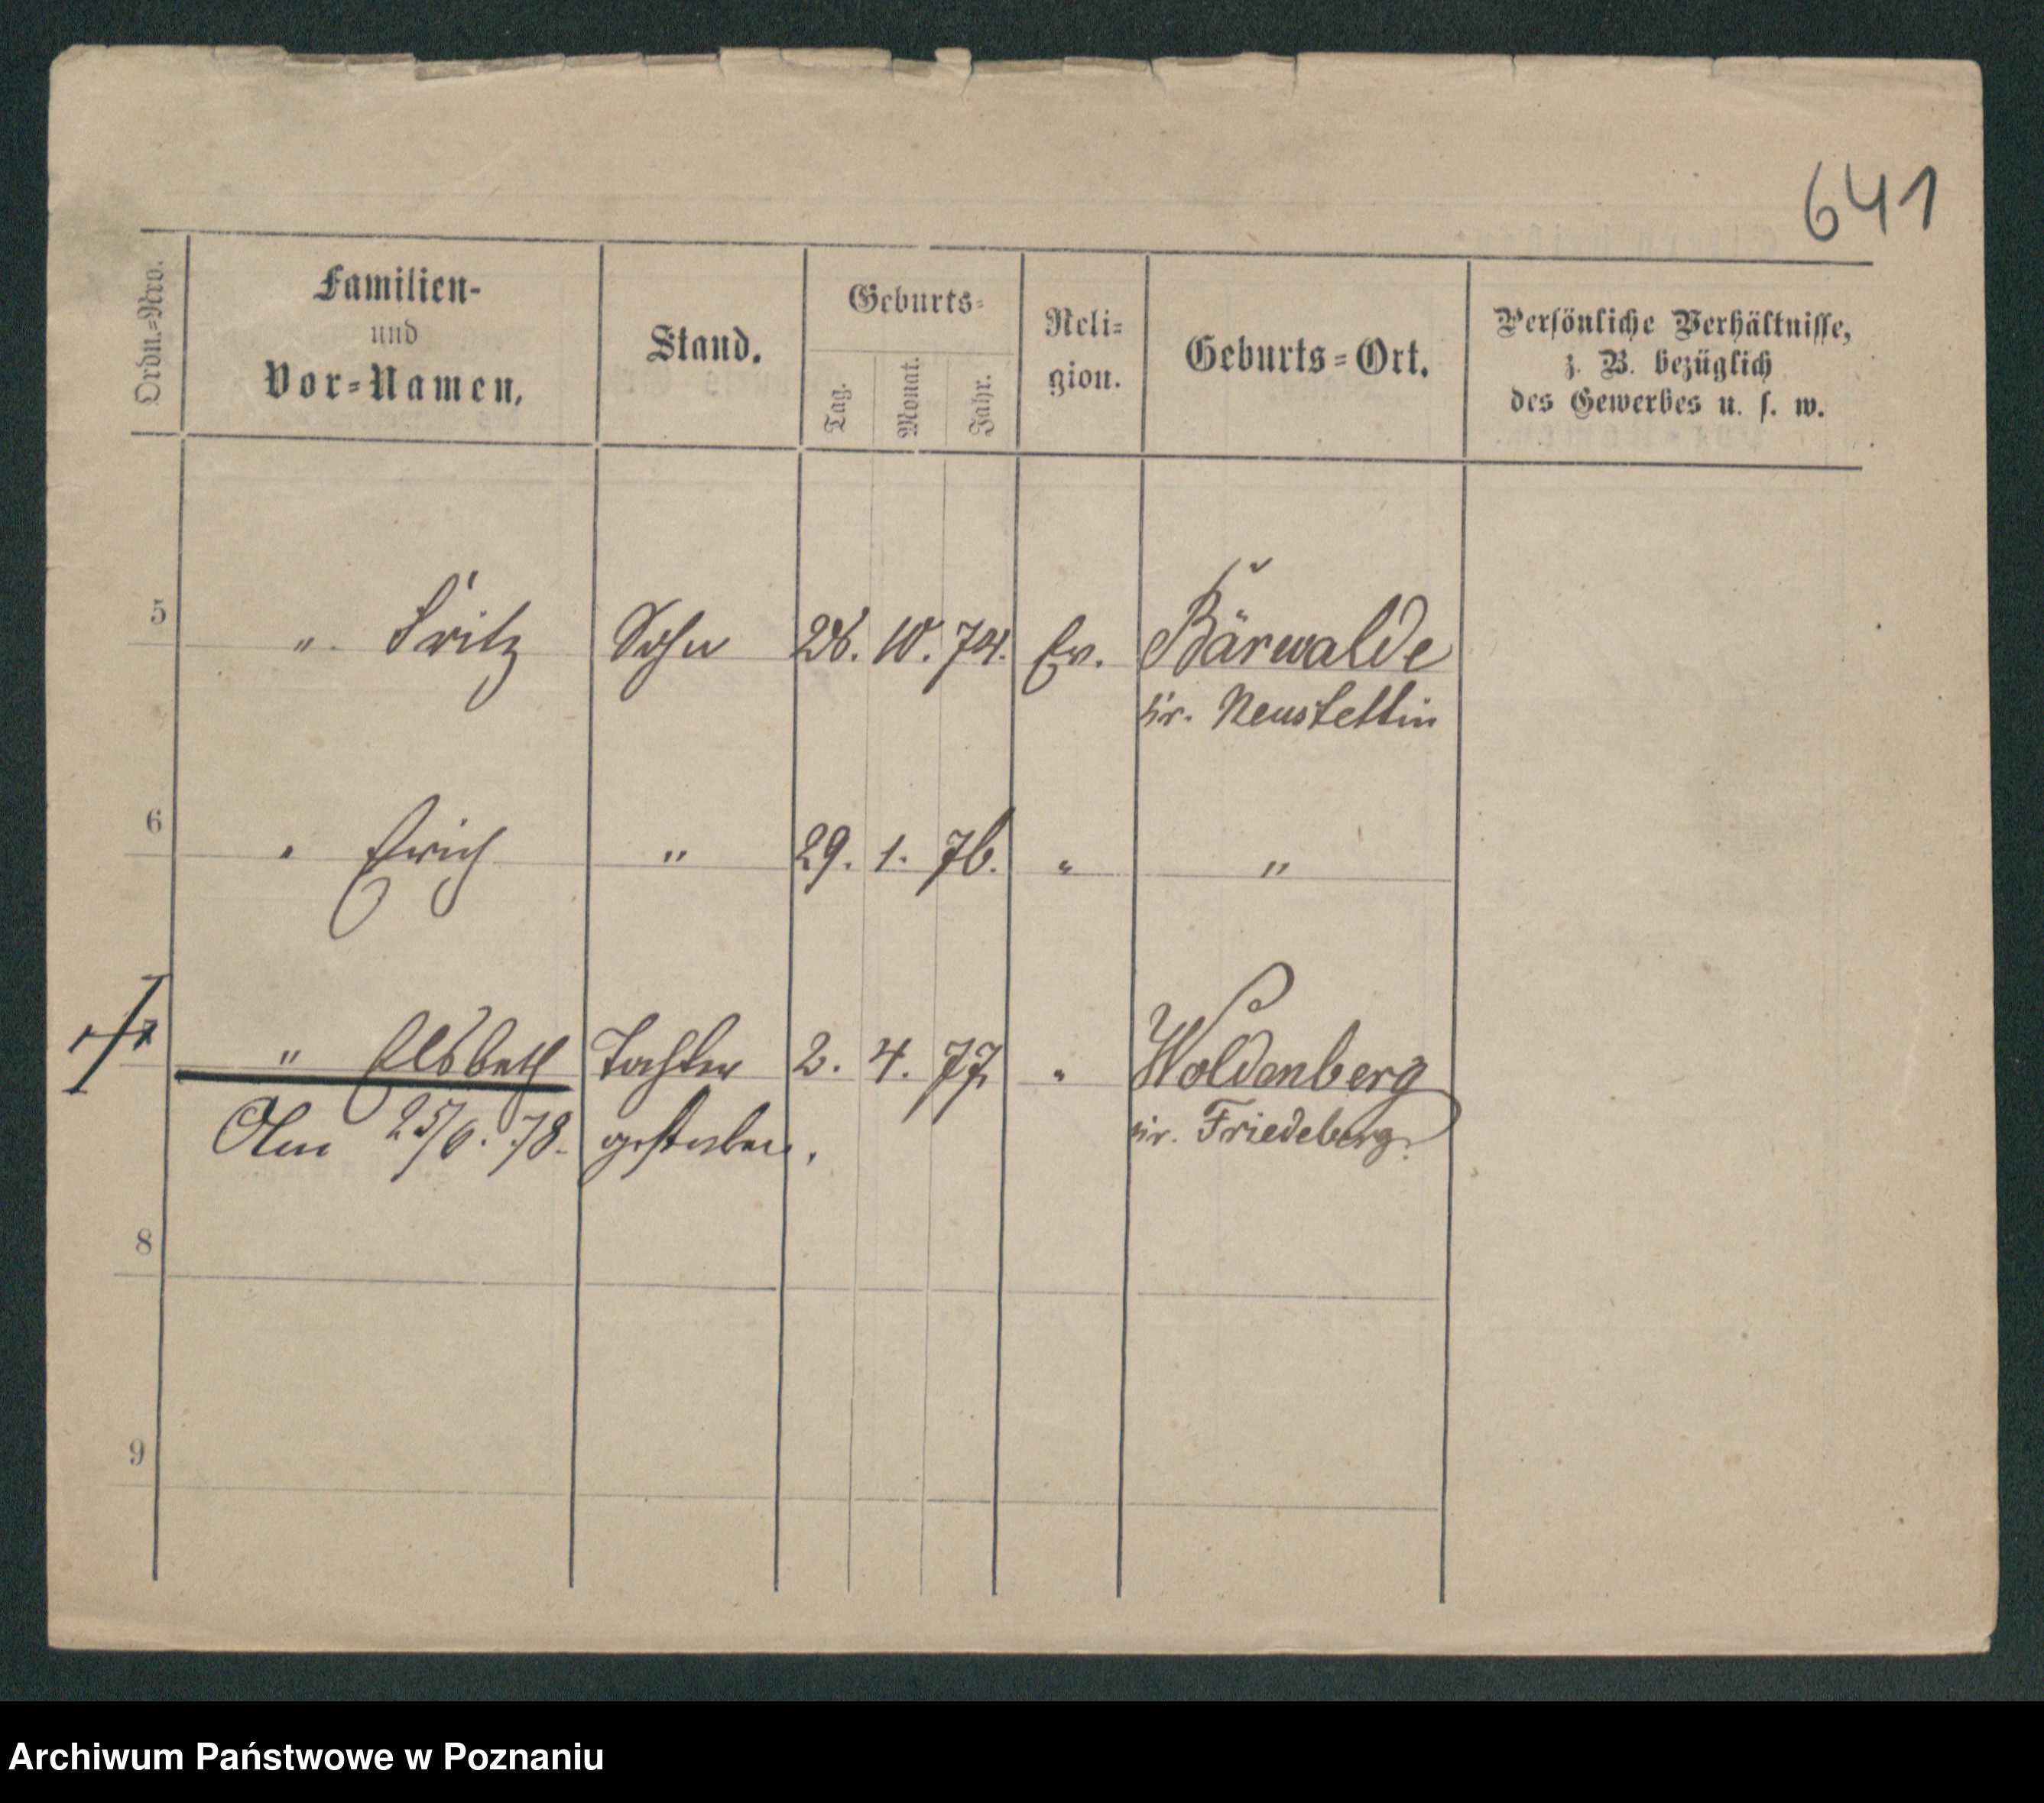 641
Ordn.=Nro.
Familien-
und
Vor=Namen.
Stand.
Geburts=
Tag.
Monat.
Jahr.
Reli=
gion.
Geburts=Ort.
Persönliche Verhältnisse,
z. B. bezüglich
des Gewerbes u. s. w.
5 " Fritz Sohn 28. 10. 74. Ev. Bärwalde
Kr. Neustettin
6 " Erich " 29. 1. 76. " "
7 " Elsbeth Tochter 2. 4. 77. " Woldenberg
Am 25/6. 78. gestorben. Kr. Friedeberg.
8
9
Archiwum Państwowe w Poznaniu